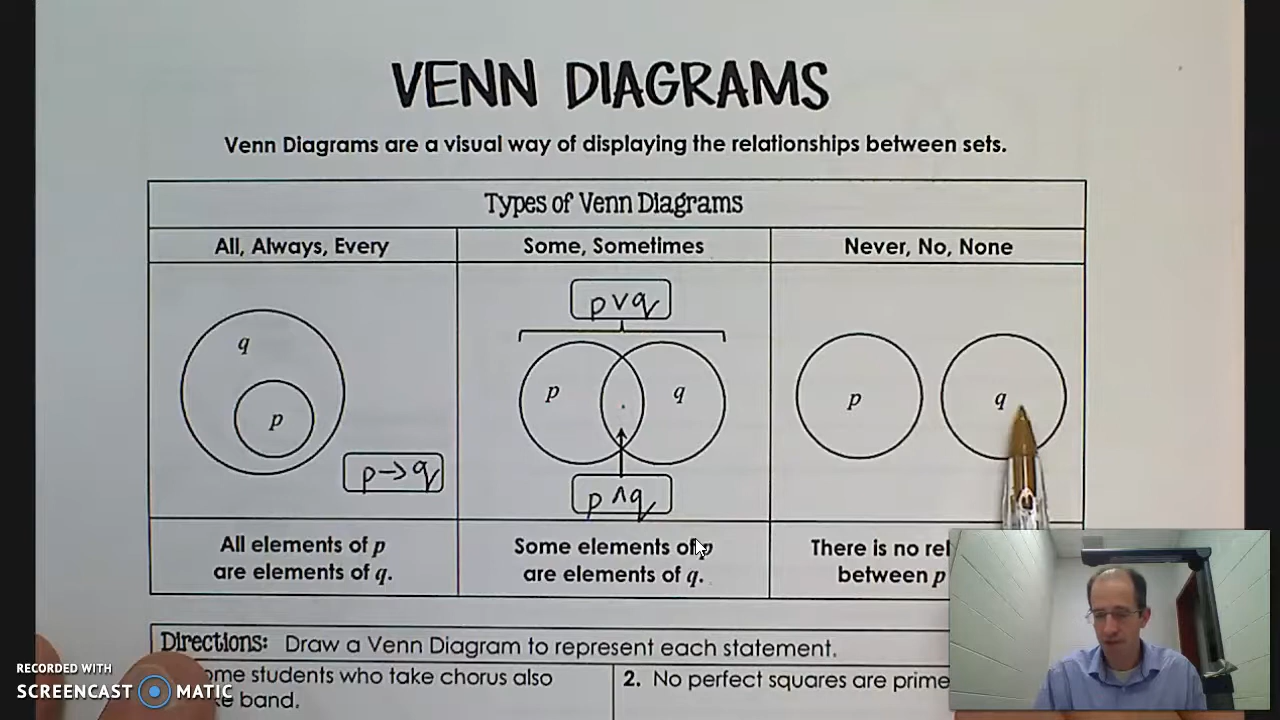 VENN DIAGRAMS
Venn Diagrams are a visual way of displaying the relationships between sets.
Types of Venn Diagrams
All, Always, Every
Some, Sometimes
Never, No, None
q
p
p → q
p ∨ q
p
q
p ∧ q
p
q
All elements of p
are elements of q.
Some elements of p
are elements of q.
There is no rel
between p
Directions: Draw a Venn Diagram to represent each statement.
ome students who take chorus also
ke band.
2. No perfect squares are prime
RECORDED WITH
SCREENCAST MATIC